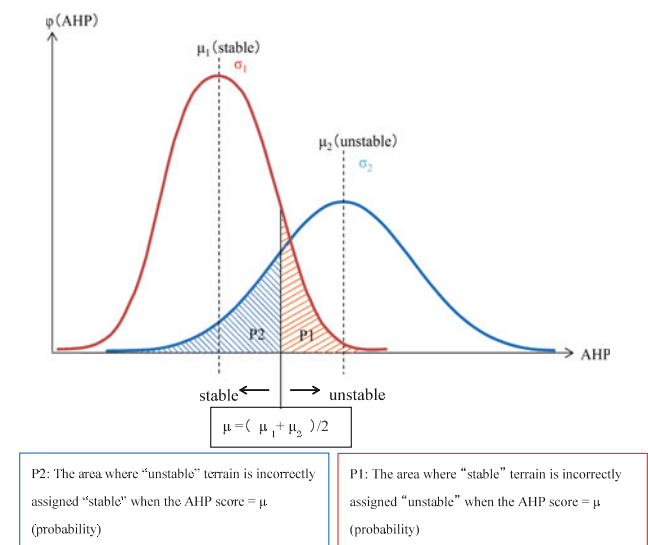 φ(AHP)
μ1(stable)
σ1
μ2(unstable)
σ2
P2
P1
AHP
stable
unstable
μ=( μ1+μ2 )/2
P2: The area where “unstable” terrain is incorrectly
assigned “stable” when the AHP score = μ
(probability)
P1: The area where “stable” terrain is incorrectly
assigned “unstable” when the AHP score = μ
(probability)